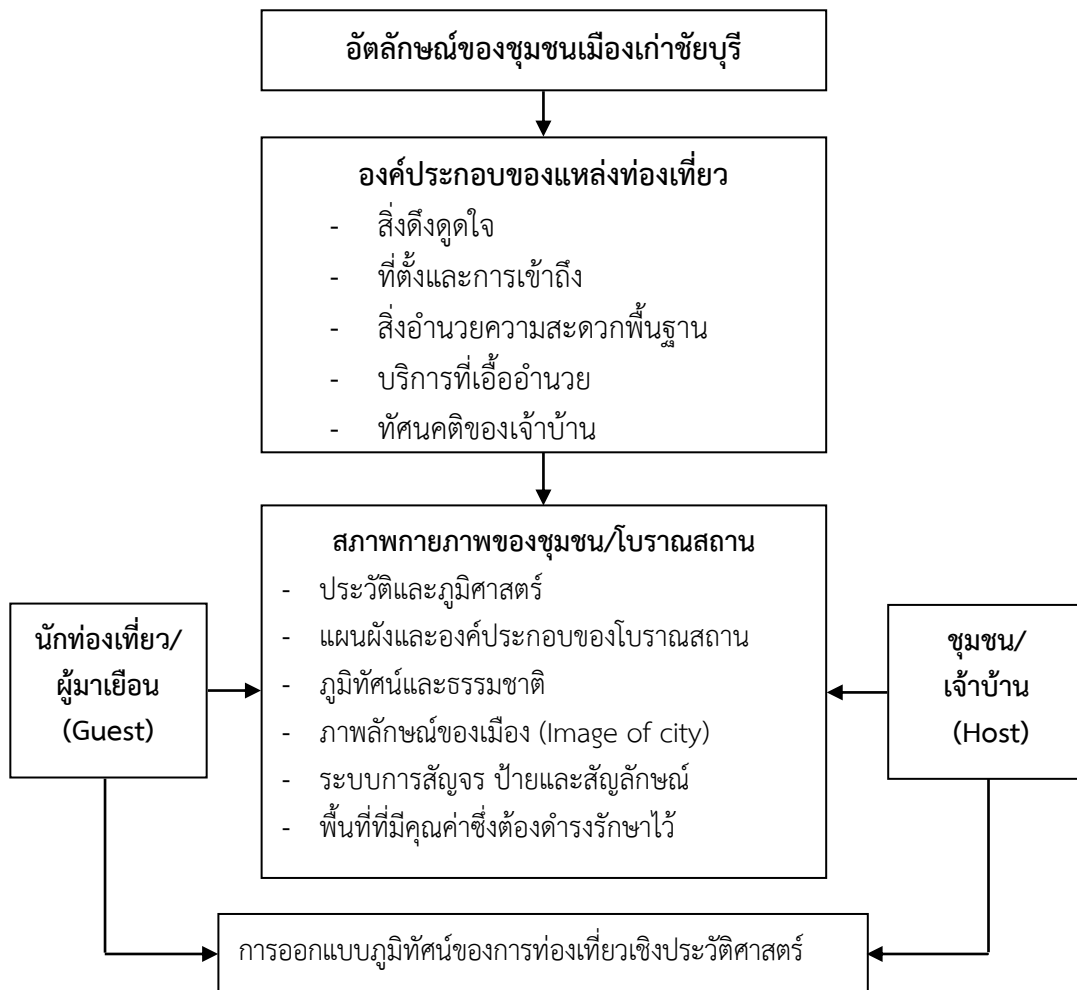 อัตลักษณ์ของชุมชนเมืองเก่าชัยบุรี
องค์ประกอบของแหล่งท่องเที่ยว
- สิ่งดึงดูดใจ
- ที่ตั้งและการเข้าถึง
- สิ่งอำนวยความสะดวกพื้นฐาน
- บริการที่เอื้ออำนวย
- ทัศนคติของเจ้าบ้าน
สภาพกายภาพของชุมชน/โบราณสถาน
- ประวัติและภูมิศาสตร์
- แผนผังและองค์ประกอบของโบราณสถาน
- ภูมิทัศน์และธรรมชาติ
- ภาพลักษณ์ของเมือง (Image of city)
- ระบบการสัญจร ป้ายและสัญลักษณ์
- พื้นที่ที่มีคุณค่าซึ่งต้องดำรงรักษาไว้
นักท่องเที่ยว/
ผู้มาเยือน
(Guest)
ชุมชน/
เจ้าบ้าน
(Host)
การออกแบบภูมิทัศน์ของการท่องเที่ยวเชิงประวัติศาสตร์